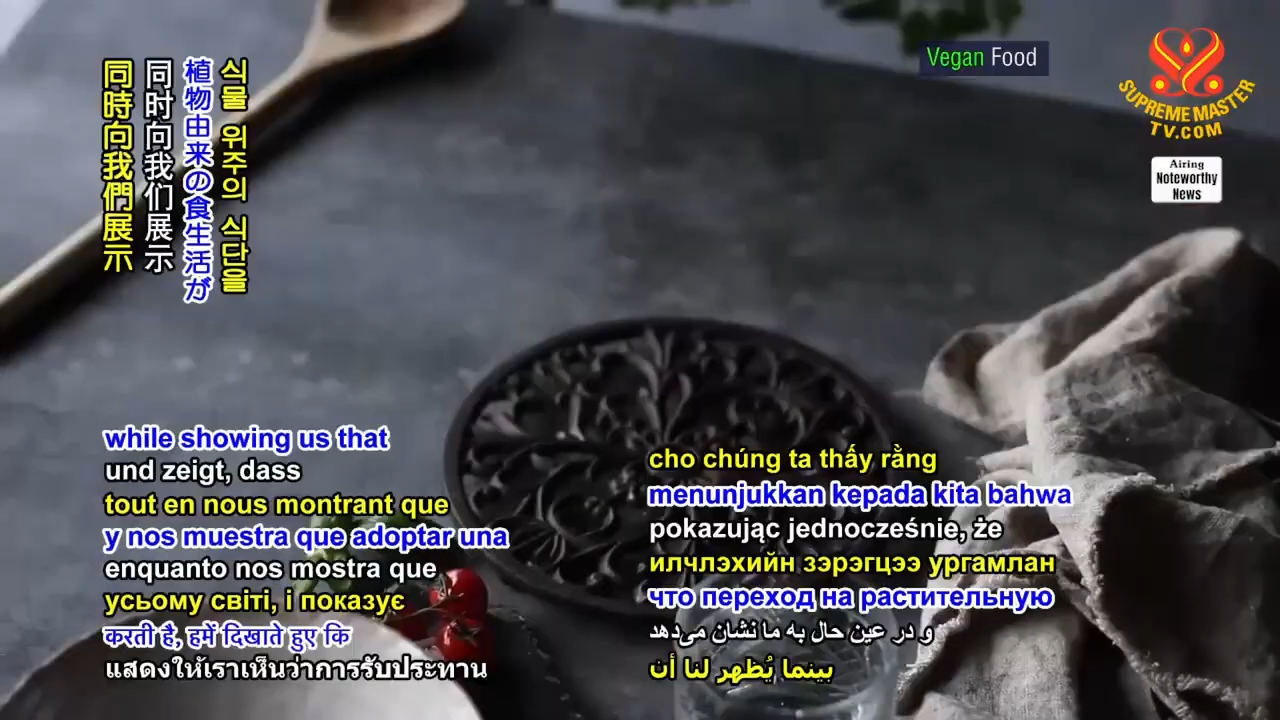 Vegan Food
SUPREME MASTER
TV.COM
Airing
Noteworthy
News
식물 위주의 식단을
植物由来の食生活が
同时向我们展示
同時向我們展示
while showing us that
und zeigt, dass
tout en nous montrant que
y nos muestra que adoptar una
enquanto nos mostra que
усьому світі, і показує
करती है, हमें दिखाते हुए कि
แสดงให้เราเห็นว่าการรับประทาน
cho chúng ta thấy rằng
menunjukkan kepada kita bahwa
pokazując jednocześnie, że
илчлэхийн зэрэгцээ ургамлан
что переход на растительную
و در عین حال به ما نشان می‌دهد
بينما يُظهر لنا أن